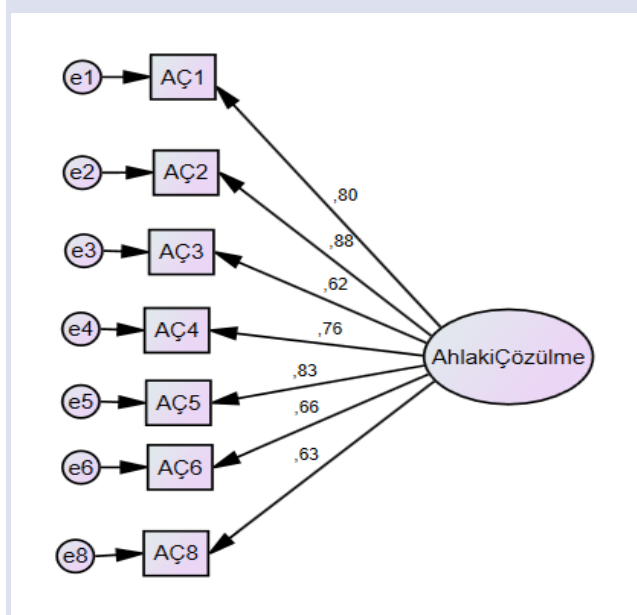 e1 AÇ1
,80
e2 AÇ2
,88
e3 AÇ3
,62
e4 AÇ4
,76
AhlakiÇözülme
,83
e5 AÇ5
,66
e6 AÇ6
,63
e8 AÇ8